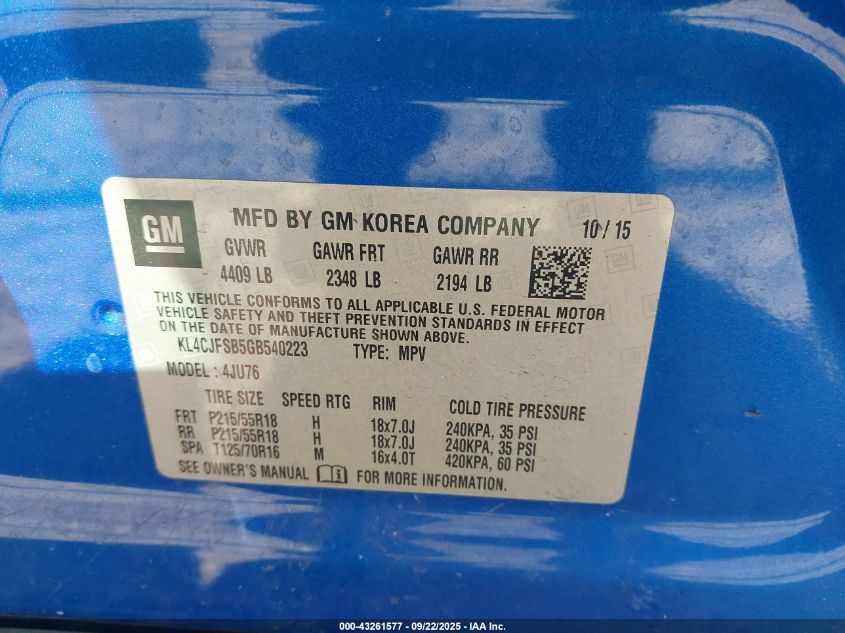 GM
MFD BY GM KOREA COMPANY 10/15
GVWR GAWR FRT GAWR RR
4409 LB 2348 LB 2194 LB
THIS VEHICLE CONFORMS TO ALL APPLICABLE U.S. FEDERAL MOTOR
VEHICLE SAFETY AND THEFT PREVENTION STANDARDS IN EFFECT
ON THE DATE OF MANUFACTURE SHOWN ABOVE.
KL4CJFSB5GB540223 TYPE: MPV
MODEL : 4JU76
TIRE SIZE SPEED RTG RIM COLD TIRE PRESSURE
FRT P215/55R18 H 18x7.0J 240KPA, 35 PSI
RR P215/55R18 H 18x7.0J 240KPA, 35 PSI
SPA T125/70R16 M 16x4.0T 420KPA, 60 PSI
SEE OWNER'S MANUAL FOR MORE INFORMATION.
000-43261577 - 09/22/2025 - IAA Inc.